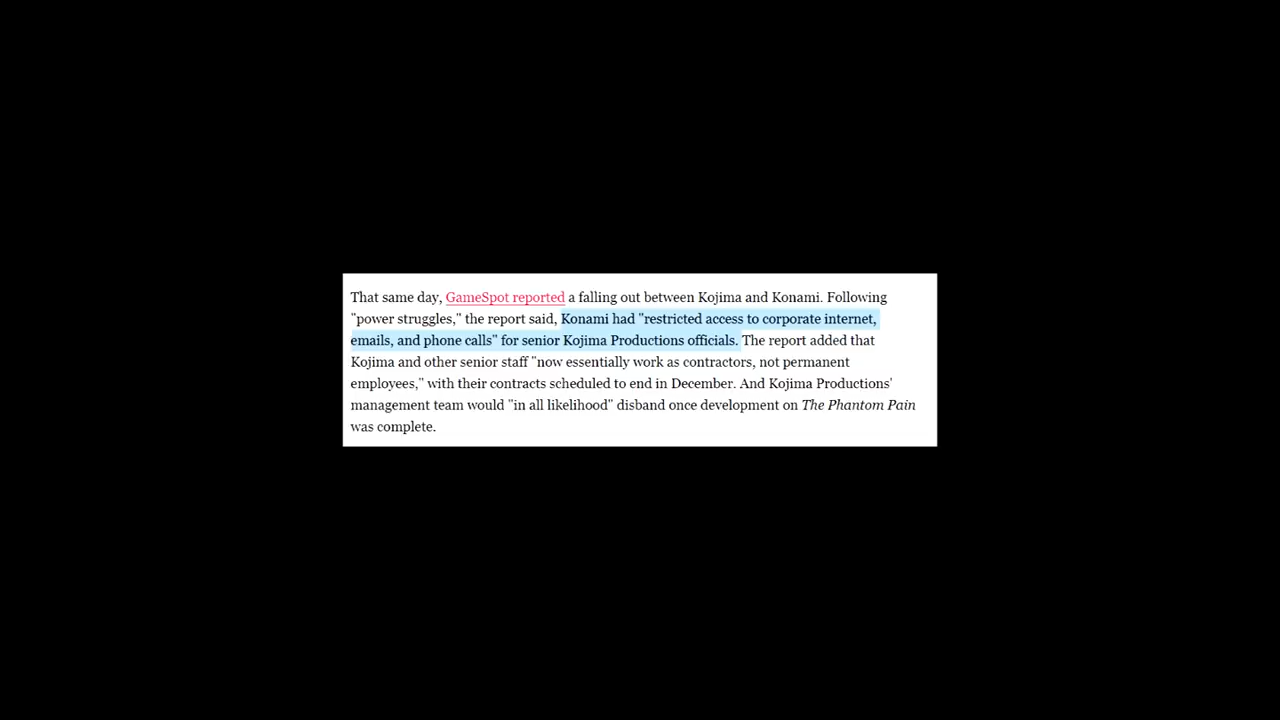 That same day, GameSpot reported a falling out between Kojima and Konami. Following
"power struggles," the report said, Konami had "restricted access to corporate internet,
emails, and phone calls" for senior Kojima Productions officials. The report added that
Kojima and other senior staff "now essentially work as contractors, not permanent
employees," with their contracts scheduled to end in December. And Kojima Productions'
management team would "in all likelihood" disband once development on The Phantom Pain
was complete.